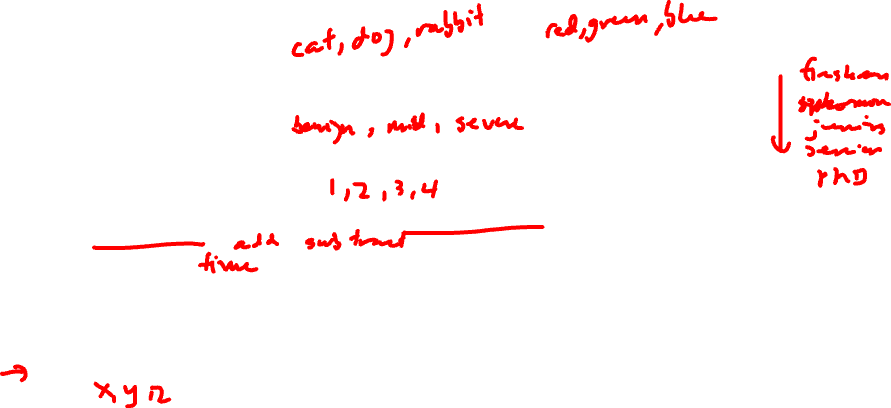 cat, dog, rabbit
red, green, blue
freshman
sophomore
junior
senior
PhD
benign, mild, severe
1, 2, 3, 4
add subtract
time
x y z